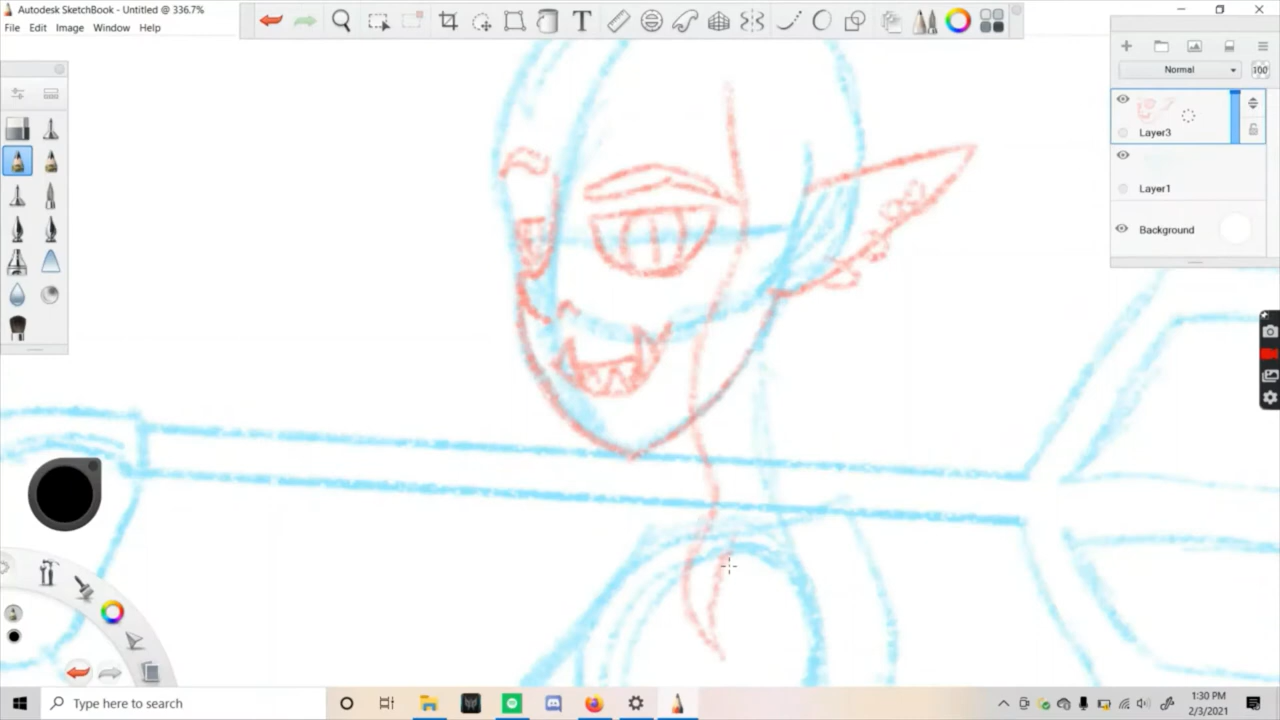 Autodesk SketchBook - Untitled @ 336.7%
File Edit Image Window Help
T
Normal
100
Layer3
Layer1
Background
Type here to search
1:30 PM
2/3/2021